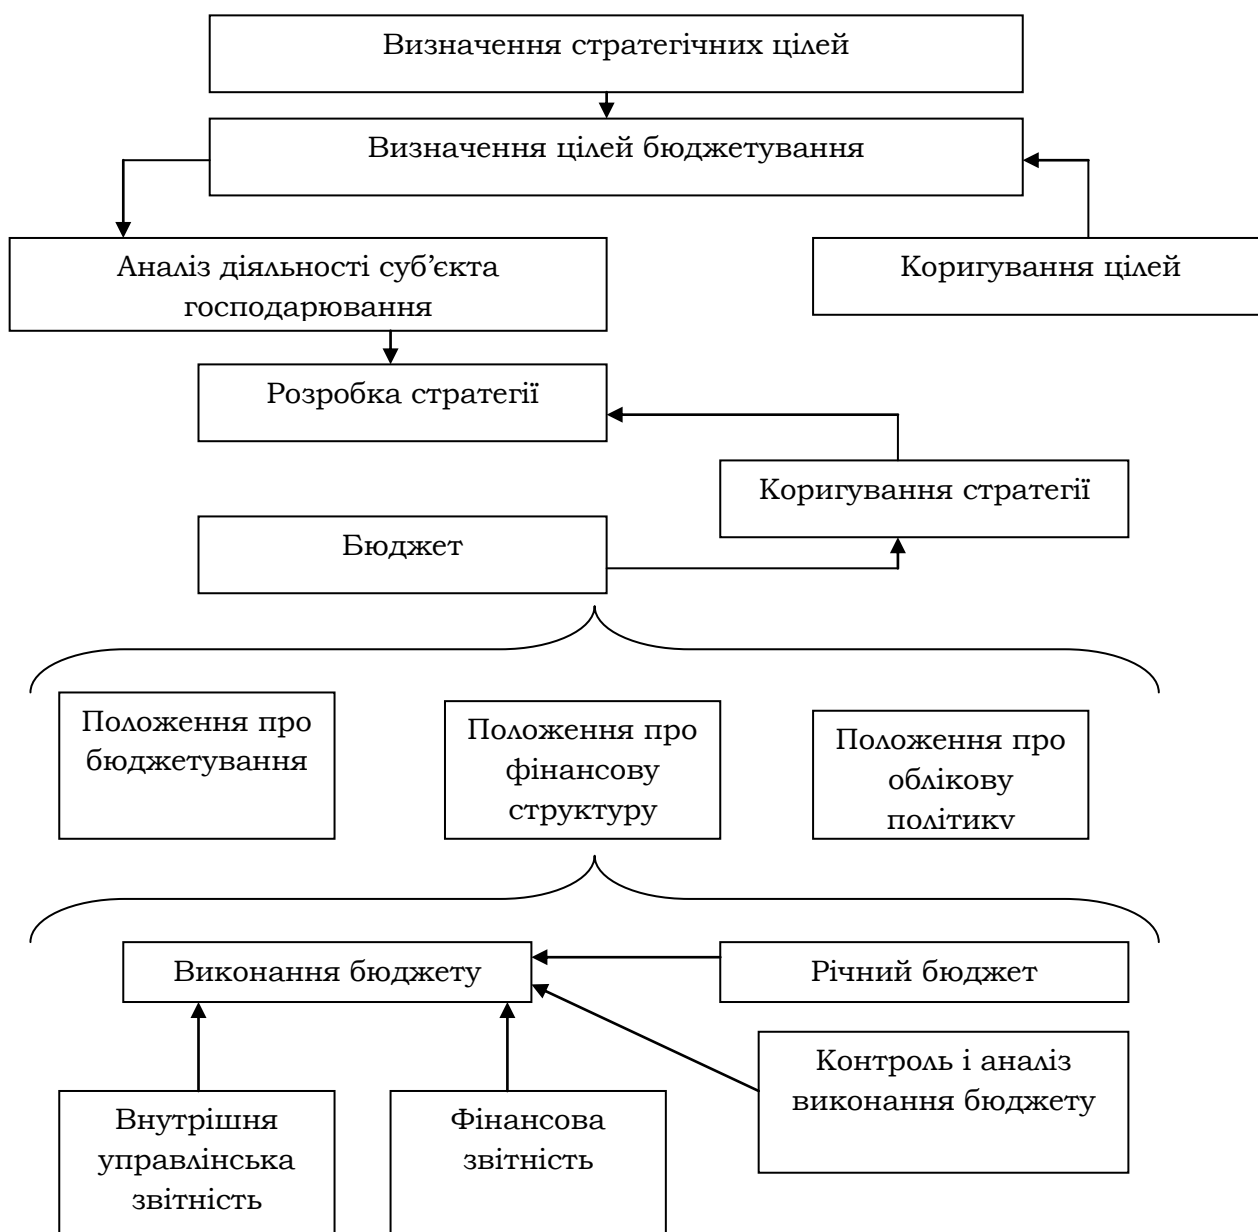 Визначення стратегічних цілей
Визначення цілей бюджетування
Аналіз діяльності суб’єкта
господарювання
Коригування цілей
Розробка стратегії
Коригування стратегії
Бюджет
Положення про
бюджетування
Положення про
фінансову
структуру
Положення про
облікову
політику
Виконання бюджету
Річний бюджет
Контроль і аналіз
виконання бюджету
Внутрішня
управлінська
звітність
Фінансова
звітність